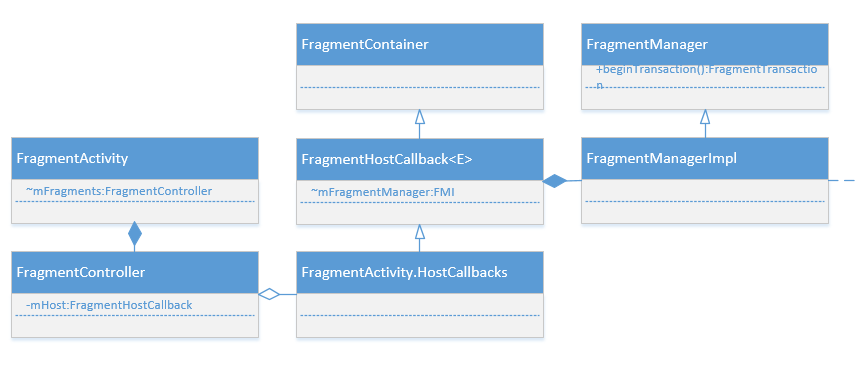 FragmentContainer
FragmentManager
+beginTransaction():FragmentTransactio
n
FragmentActivity
~mFragments:FragmentController
FragmentHostCallback<E>
~mFragmentManager:FMI
FragmentManagerImpl
FragmentController
-mHost:FragmentHostCallback
FragmentActivity.HostCallbacks